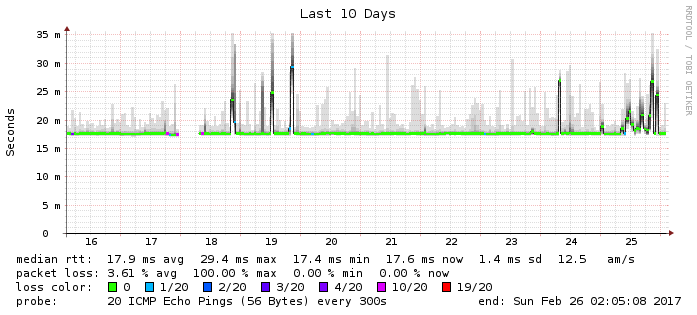 Last 10 Days
RRDTOOL / TOBI OETIKER
Seconds
35 m
30 m
25 m
20 m
15 m
10 m
5 m
0
16 17 18 19 20 21 22 23 24 25
median rtt: 17.9 ms avg 29.4 ms max 17.4 ms min 17.6 ms now 1.4 ms sd 12.5 am/s
packet loss: 3.61 % avg 100.00 % max 0.00 % min 0.00 % now
loss color: 0 1/20 2/20 3/20 4/20 10/20 19/20
probe: 20 ICMP Echo Pings (56 Bytes) every 300s end: Sun Feb 26 02:05:08 2017